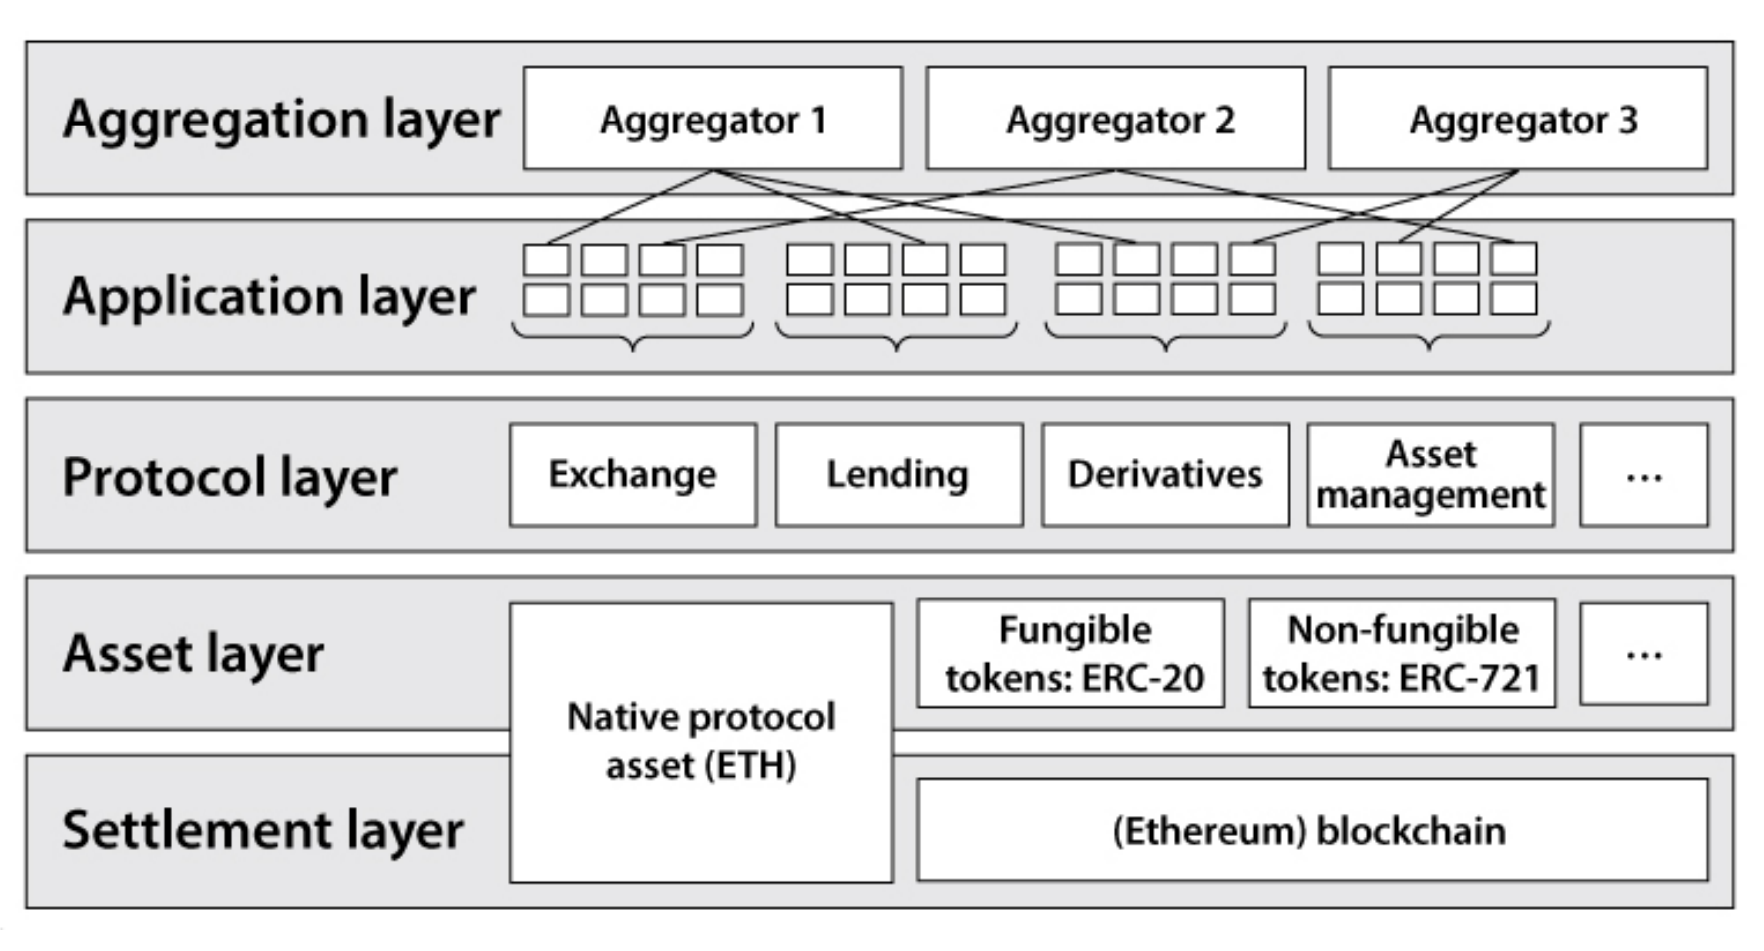 Aggregation layer
Aggregator 1
Aggregator 2
Aggregator 3
Application layer
Protocol layer
Exchange
Lending
Derivatives
Asset
management
...
Asset layer
Native protocol
asset (ETH)
Fungible
tokens: ERC-20
Non-fungible
tokens: ERC-721
...
Settlement layer
(Ethereum) blockchain